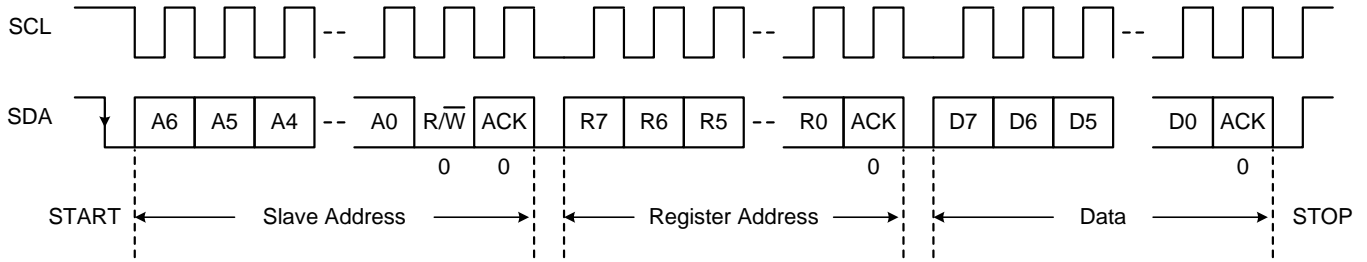 SCL
SDA A6 A5 A4 -- A0 R/W̅ ACK R7 R6 R5 -- R0 ACK D7 D6 D5 -- D0 ACK
0 0 0 0
START Slave Address Register Address Data STOP